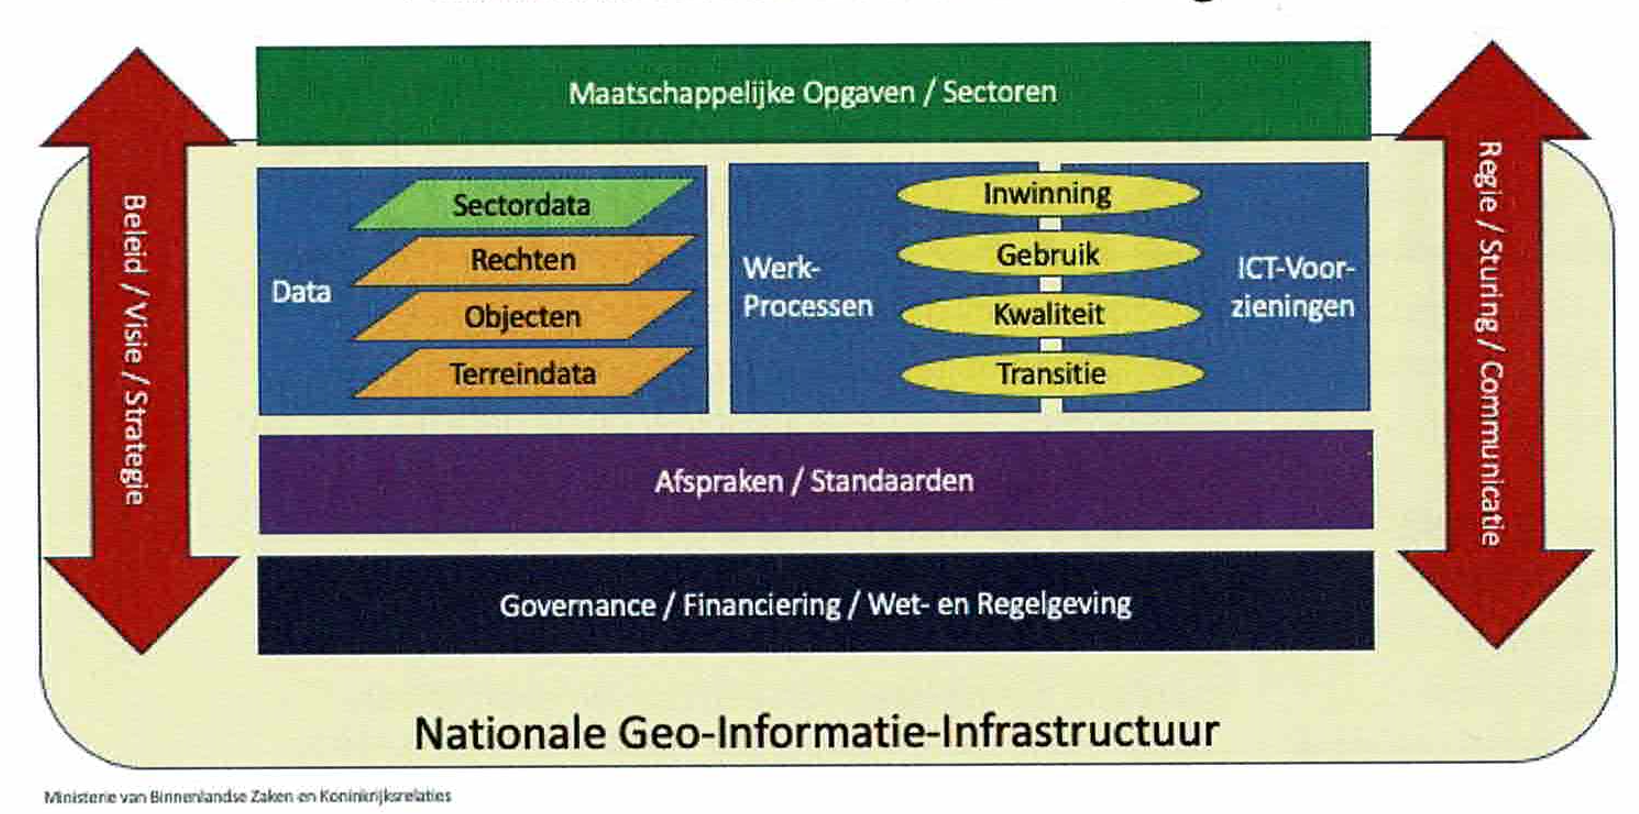 Maatschappelijke Opgaven / Sectoren
Beleid / Visie / Strategie
Data
Sectordata
Rechten
Objecten
Terreindata
Werk-
Processen
Inwinning
Gebruik
Kwaliteit
Transitie
ICT-Voor-
zieningen
Regie / Sturing / Communicatie
Afspraken / Standaarden
Governance / Financiering / Wet- en Regelgeving
Nationale Geo-Informatie-Infrastructuur
Ministerie van Binnenlandse Zaken en Koninkrijksrelaties